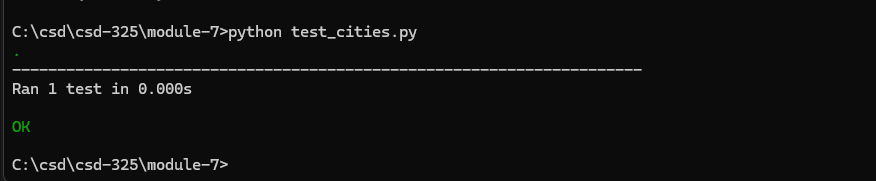 C:\csd\csd-325\module-7>python test_cities.py
.
----------------------------------------------------------------------
Ran 1 test in 0.000s
OK
C:\csd\csd-325\module-7>